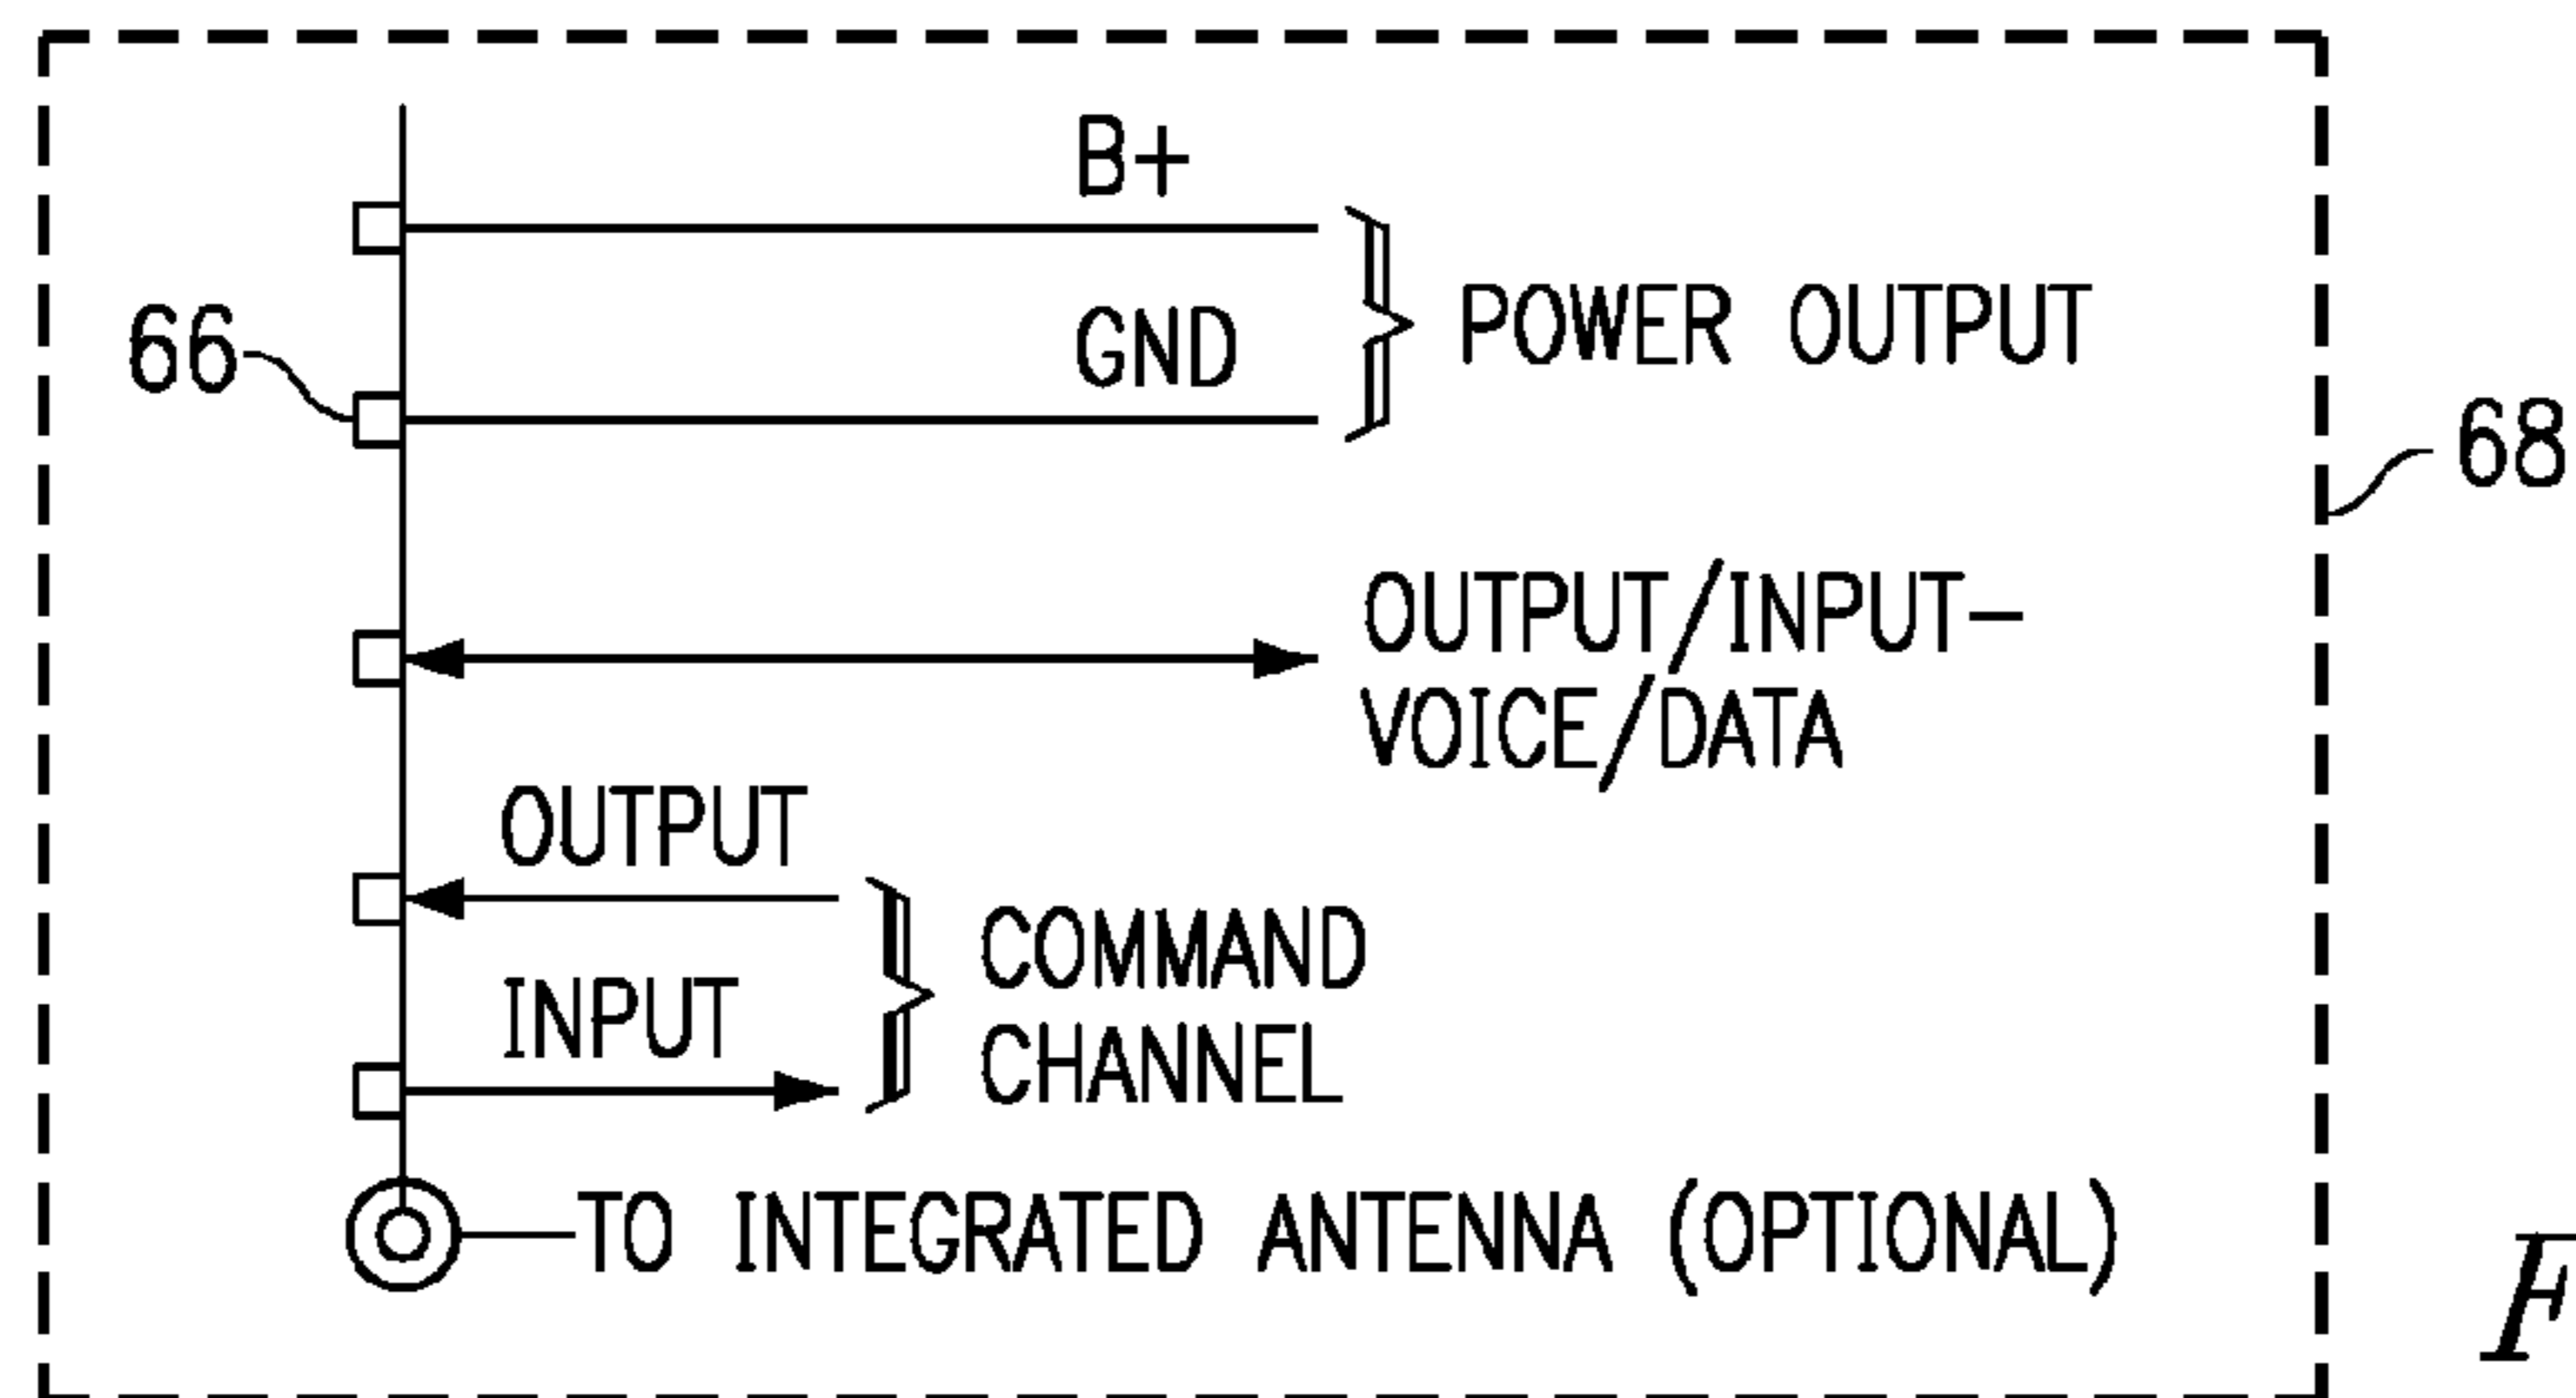 B+
66
GND
POWER OUTPUT
68
OUTPUT/INPUT-
VOICE/DATA
OUTPUT
INPUT
COMMAND
CHANNEL
TO INTEGRATED ANTENNA (OPTIONAL)
F